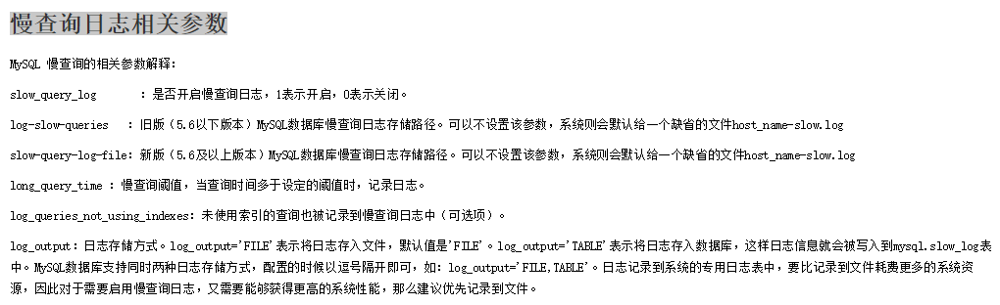 慢查询日志相关参数
MySQL 慢查询的相关参数解释：
slow_query_log ：是否开启慢查询日志，1表示开启，0表示关闭。
log-slow-queries ：旧版（5.6以下版本）MySQL数据库慢查询日志存储路径。可以不设置该参数，系统则会默认给一个缺省的文件host_name-slow.log
slow-query-log-file：新版（5.6及以上版本）MySQL数据库慢查询日志存储路径。可以不设置该参数，系统则会默认给一个缺省的文件host_name-slow.log
long_query_time ：慢查询阈值，当查询时间多于设定的阈值时，记录日志。
log_queries_not_using_indexes：未使用索引的查询也被记录到慢查询日志中（可选项）。
log_output：日志存储方式。log_output='FILE'表示将日志存入文件，默认值是'FILE'。log_output='TABLE'表示将日志存入数据库，这样日志信息就会被写入到mysql.slow_log表
中。MySQL数据库支持同时两种日志存储方式，配置的时候以逗号隔开即可，如：log_output='FILE,TABLE'。日志记录到系统的专用日志表中，要比记录到文件耗费更多的系统资
源，因此对于需要启用慢查询日志，又需要能够获得更高的系统性能，那么建议优先记录到文件。